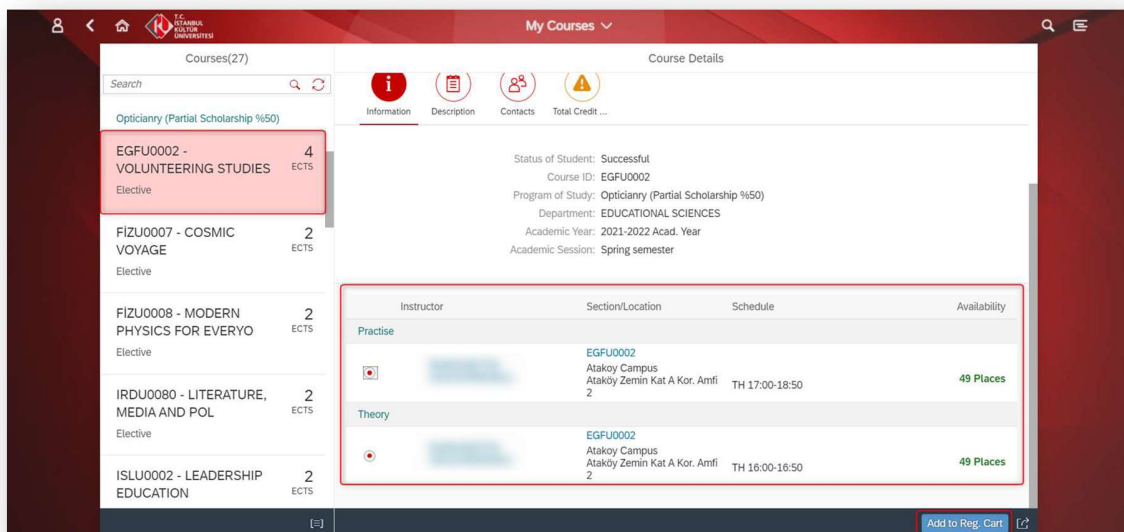 T.C.
İSTANBUL
KÜLTÜR
ÜNİVERSİTESİ
My Courses
Courses(27)
Course Details
Search
Information
Description
Contacts
Total Credit ...
Opticianry (Partial Scholarship %50)
EGFU0002 -
VOLUNTEERING STUDIES
4
ECTS
Elective
FİZU0007 - COSMIC
VOYAGE
2
ECTS
Elective
FİZU0008 - MODERN
PHYSICS FOR EVERYO
2
ECTS
Elective
IRDU0080 - LITERATURE,
MEDIA AND POL
2
ECTS
Elective
ISLU0002 - LEADERSHIP
EDUCATION
2
ECTS
Status of Student: Successful
Course ID: EGFU0002
Program of Study: Opticianry (Partial Scholarship %50)
Department: EDUCATIONAL SCIENCES
Academic Year: 2021-2022 Acad. Year
Academic Session: Spring semester
Instructor Section/Location Schedule Availability
Practise
EGFU0002
Atakoy Campus
Ataköy Zemin Kat A Kor. Amfi
2
TH 17:00-18:50
49 Places
Theory
EGFU0002
Atakoy Campus
Ataköy Zemin Kat A Kor. Amfi
2
TH 16:00-16:50
49 Places
Add to Reg. Cart